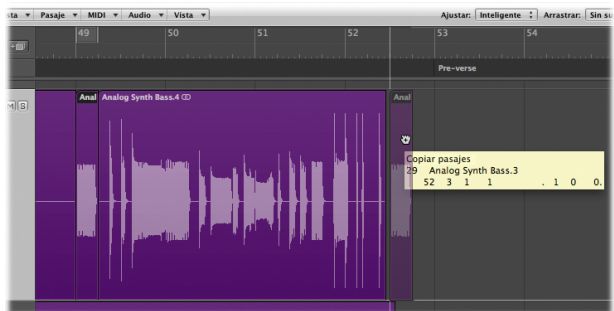 sta ▼ Pasaje ▼ MIDI ▼ Audio ▼ Vista ▼ Ajustar: Inteligente Arrastrar: Sin su
49 50 51 52 53 54
Pre-verse
M S Anal Analog Synth Bass.4 Anal
Copiar pasajes
29 Analog Synth Bass.3
52 3 1 1 . 1 0 0.